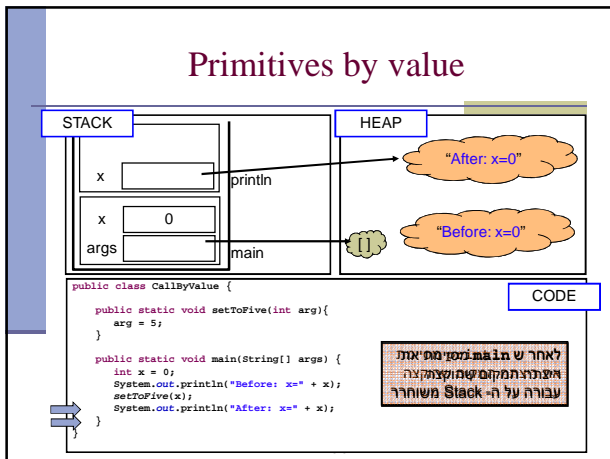 Primitives by value
STACK
HEAP
x
println
"After: x=0"
x 0
args
main
[ ]
"Before: x=0"
CODE
public class CallByValue {
public static void setToFive(int arg){
arg = 5;
}
public static void main(String[] args) {
int x = 0;
System.out.println("Before: x=" + x);
setToFive(x);
System.out.println("After: x=" + x);
}
}
לאחר ש main
עבורה על ה- Stack משוחרר